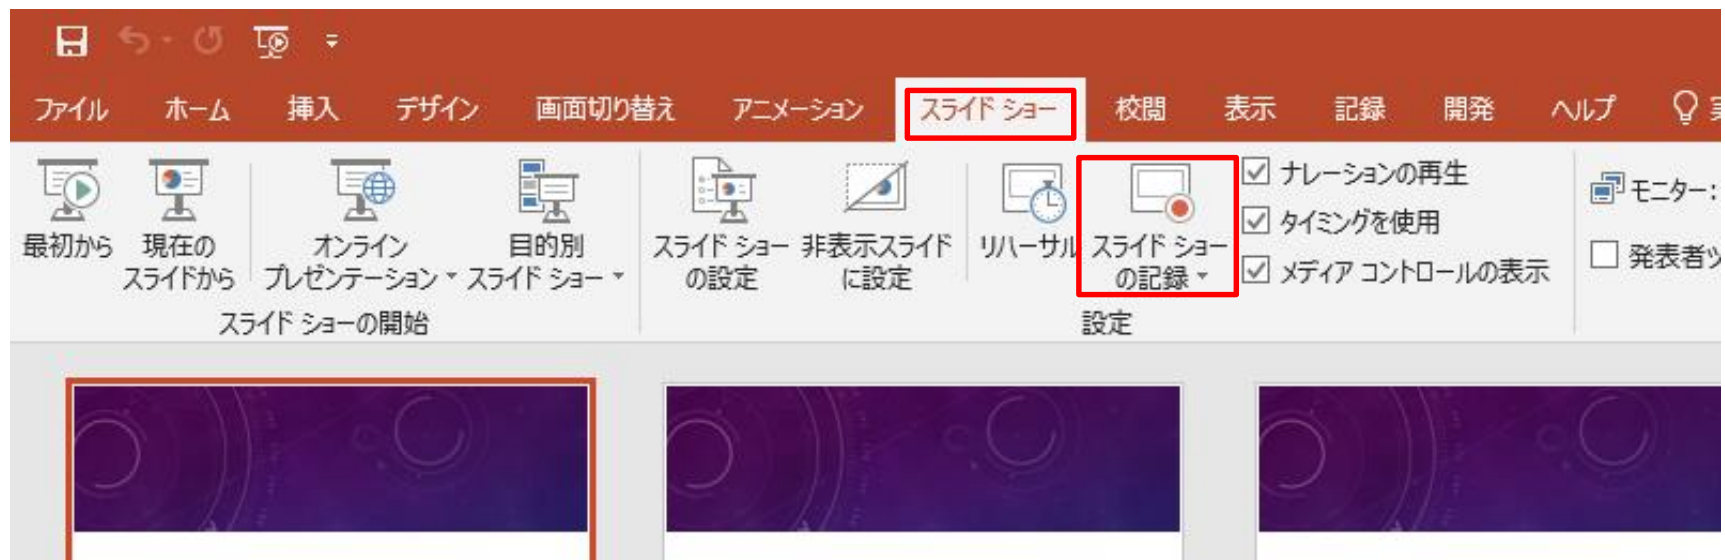 ファイル ホーム 挿入 デザイン 画面切り替え アニメーション スライド ショー 校閲 表示 記録 開発 ヘルプ
最初から
現在の
スライドから
オンライン
プレゼンテーション
目的別
スライド ショー
スライド ショーの開始
スライド ショー
の設定
非表示スライド
に設定
リハーサル
スライド ショー
の記録
ナレーションの再生
タイミングを使用
メディア コントロールの表示
設定
モニター:
発表者ツ